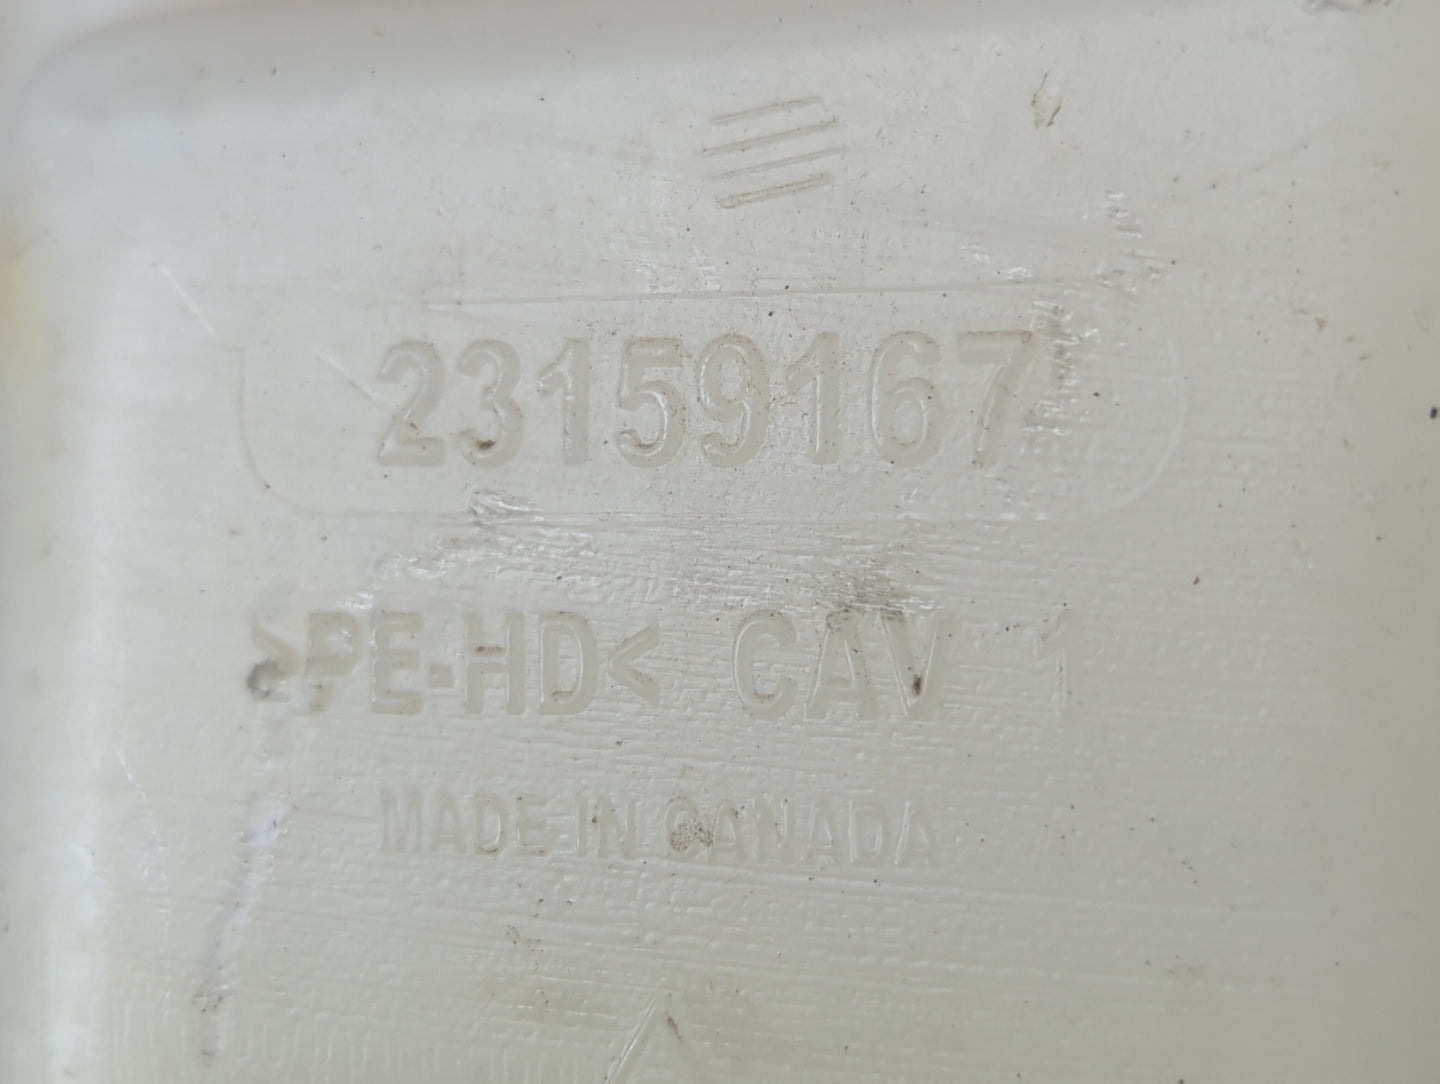 23159167
>PE-HD< CAV 1
MADE IN CANADA